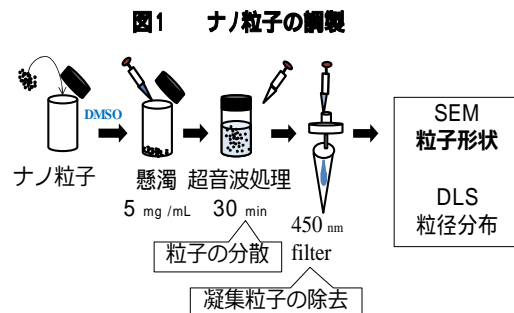 図1 ナノ粒子の調製
DMSO
ナノ粒子
懸濁
5 mg /mL
超音波処理
30 min
粒子の分散
450 nm
filter
凝集粒子の除去
SEM
粒子形状
DLS
粒径分布